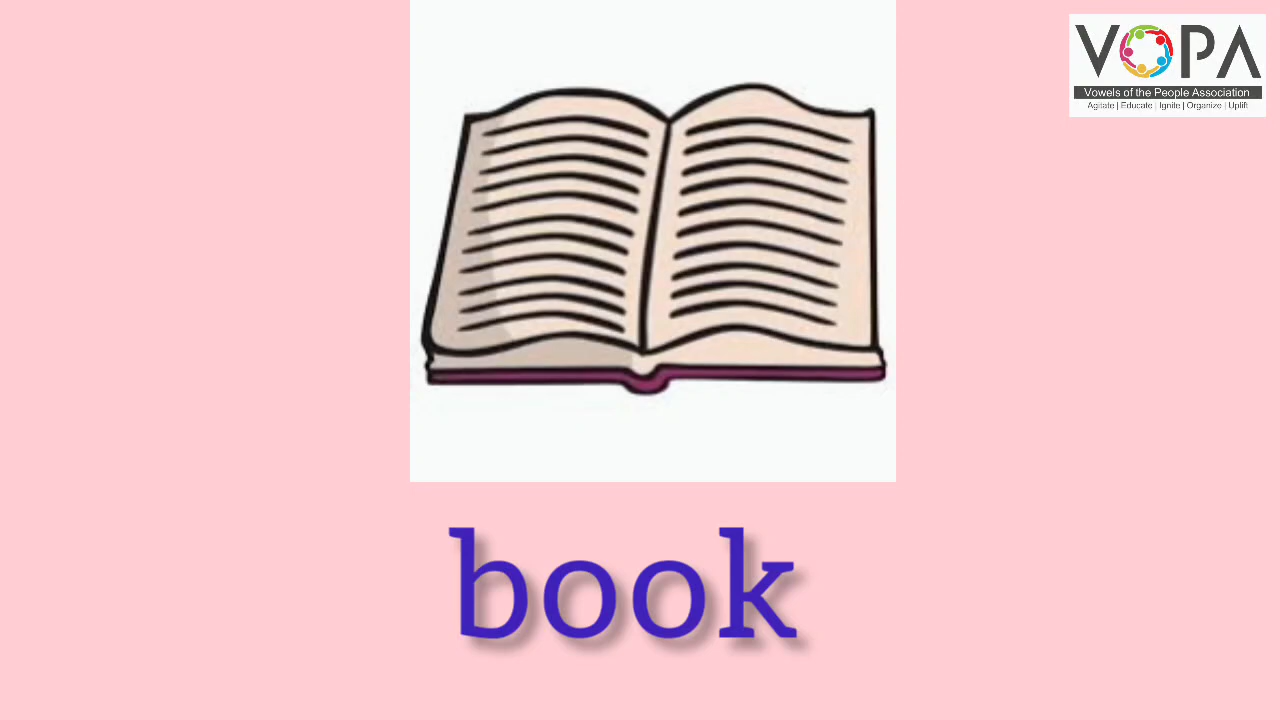 VOPA
Vowels of the People Association
Agitate | Educate | Ignite | Organize | Uplift
book